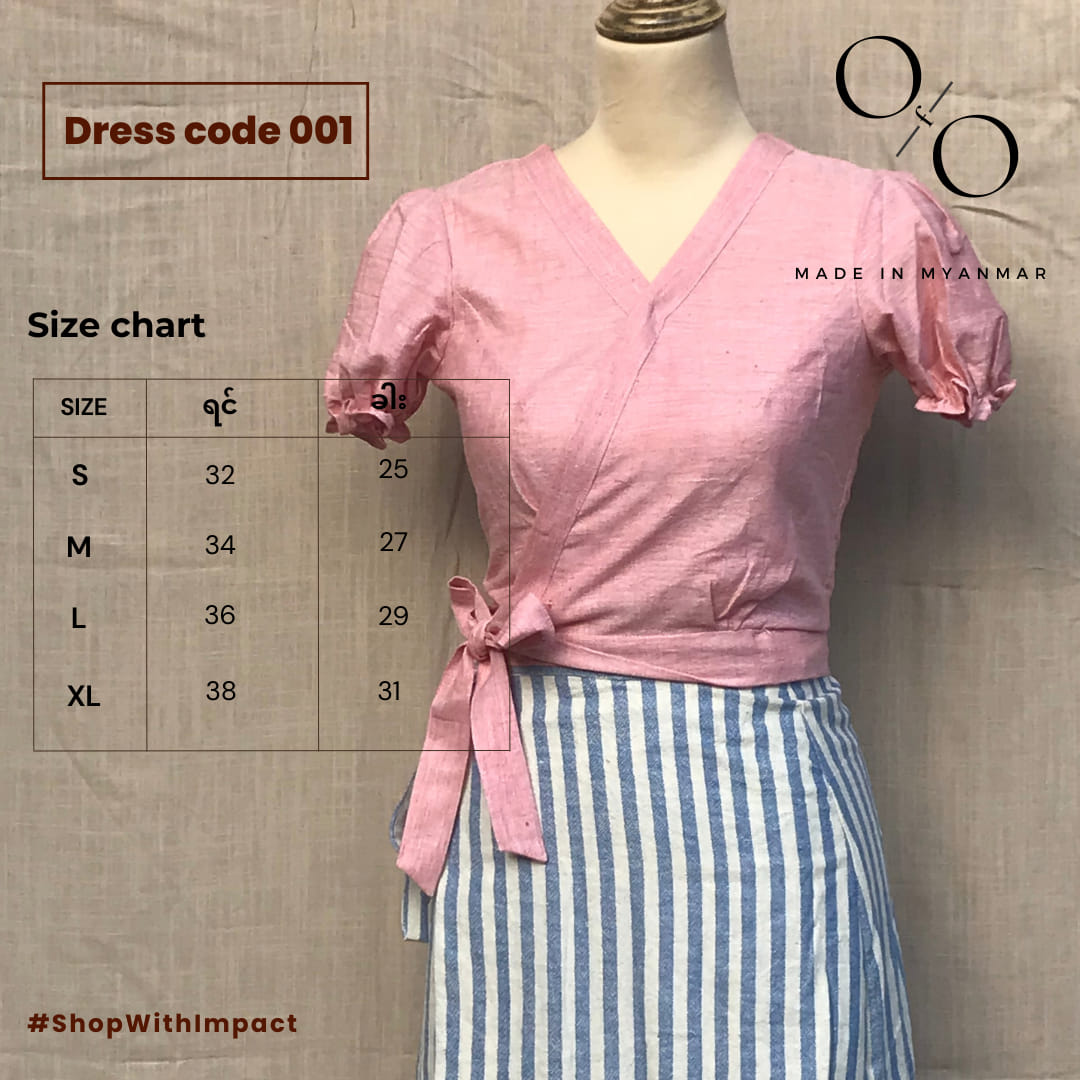 Dress code 001
O
f
O
MADE IN MYANMAR
Size chart
SIZE ရင် ခါး
S 32 25
M 34 27
L 36 29
XL 38 31
#ShopWithImpact